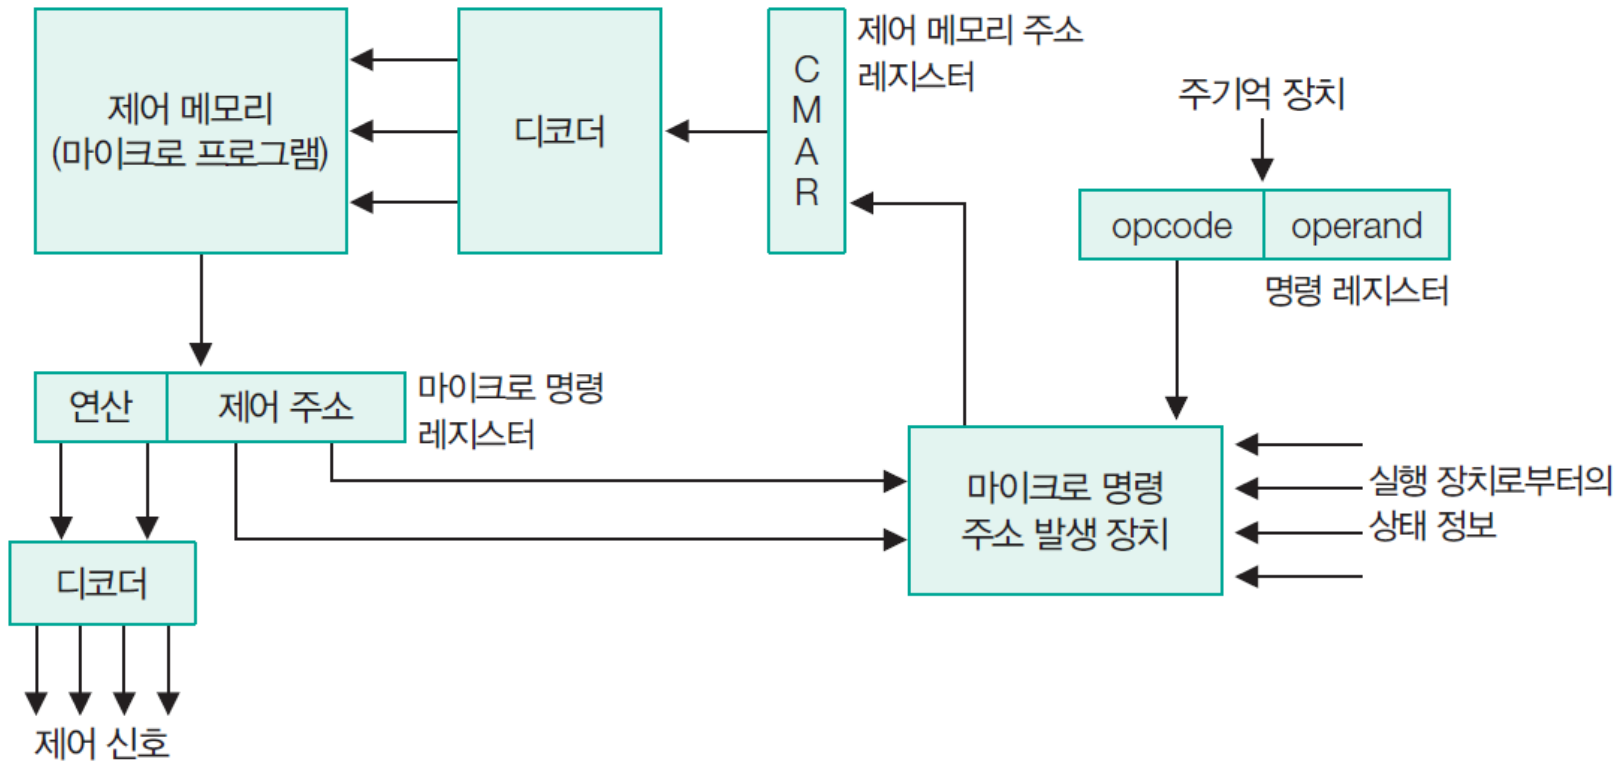 제어 메모리
(마이크로 프로그램)
디코더
C
M
A
R
제어 메모리 주소
레지스터
주기억 장치
opcode
operand
명령 레지스터
연산
제어 주소
마이크로 명령
레지스터
마이크로 명령
주소 발생 장치
실행 장치로부터의
상태 정보
디코더
제어 신호